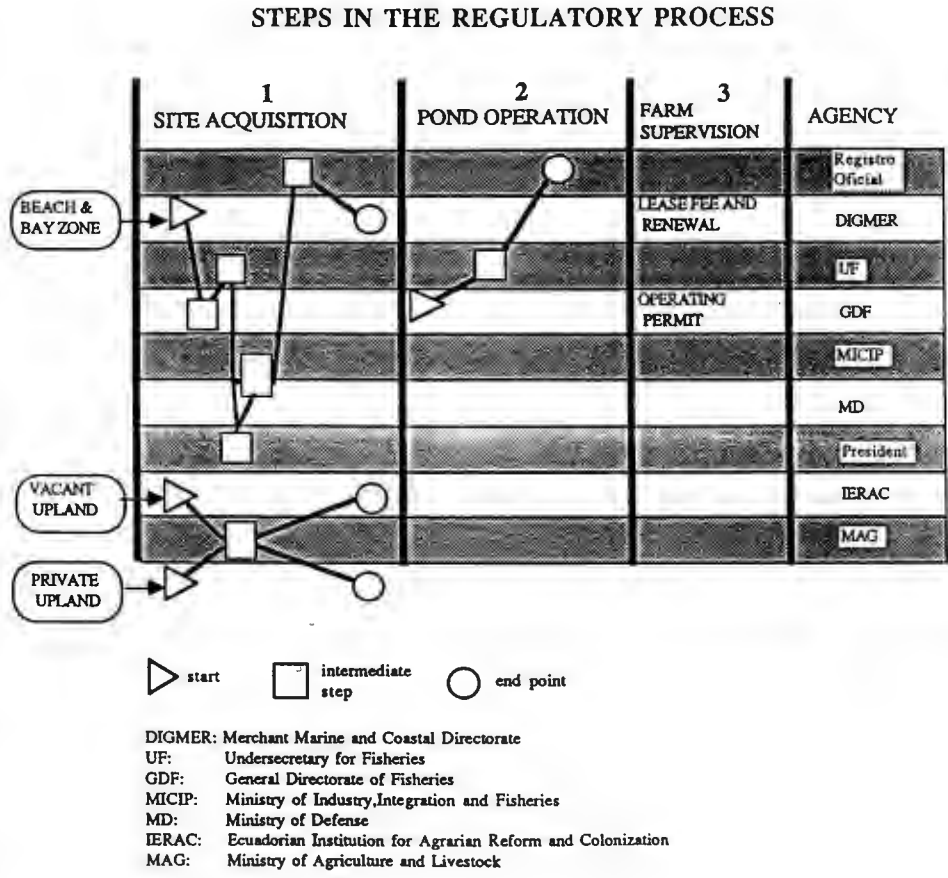 STEPS IN THE REGULATORY PROCESS
1
SITE ACQUISITION
2
POND OPERATION
3
FARM
SUPERVISION
AGENCY
Registro
Oficial
BEACH &
BAY ZONE
LEASE FEE AND
RENEWAL
DIGMER
UF
OPERATING
PERMIT
GDF
MICIP
MD
President
VACANT
UPLAND
IERAC
MAG
PRIVATE
UPLAND
start
intermediate
step
end point
DIGMER: Merchant Marine and Coastal Directorate
UF: Undersecretary for Fisheries
GDF: General Directorate of Fisheries
MICIP: Ministry of Industry,Integration and Fisheries
MD: Ministry of Defense
IERAC: Ecuadorian Institution for Agrarian Reform and Colonization
MAG: Ministry of Agriculture and Livestock